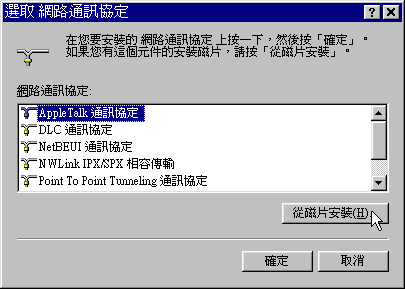 選取 網路通訊協定
在您要安裝的 網路通訊協定 上按一下，然後按「確定」。
如果您有這個元件的安裝磁片，請按「從磁片安裝」。
網路通訊協定:
AppleTalk 通訊協定
DLC 通訊協定
NetBEUI 通訊協定
NWLink IPX/SPX 相容傳輸
Point To Point Tunneling 通訊協定
從磁片安裝(H)...
確定
取消